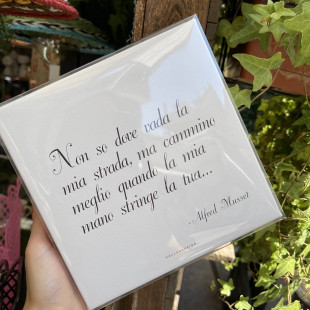 Non so dove vada la
mia strada, ma cammino
meglio quando la mia
mano stringe la tua...
- Alfred Musset